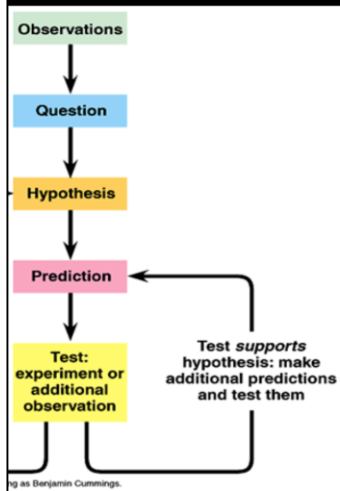 Observations
Question
Hypothesis
Prediction
Test:
experiment or
additional
observation
Test supports
hypothesis: make
additional predictions
and test them
ng as Benjamin Cummings.